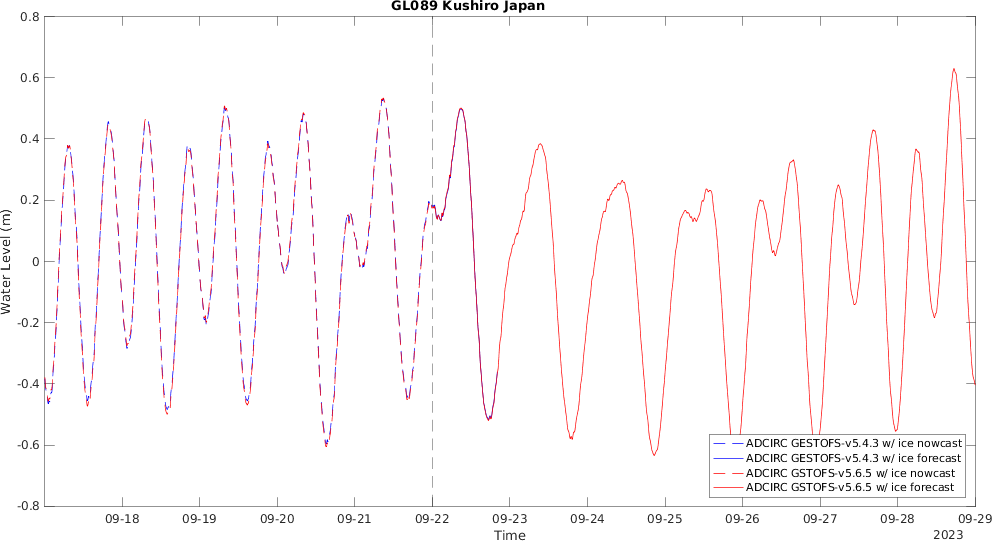 GL089 Kushiro Japan
Water Level (m)
0.8
0.6
0.4
0.2
0
-0.2
-0.4
-0.6
-0.8
ADCIRC GESTOFS-v5.4.3 w/ ice nowcast
ADCIRC GESTOFS-v5.4.3 w/ ice forecast
ADCIRC GSTOFS-v5.6.5 w/ ice nowcast
ADCIRC GSTOFS-v5.6.5 w/ ice forecast
09-18 09-19 09-20 09-21 09-22 09-23 09-24 09-25 09-26 09-27 09-28 09-29
Time
2023